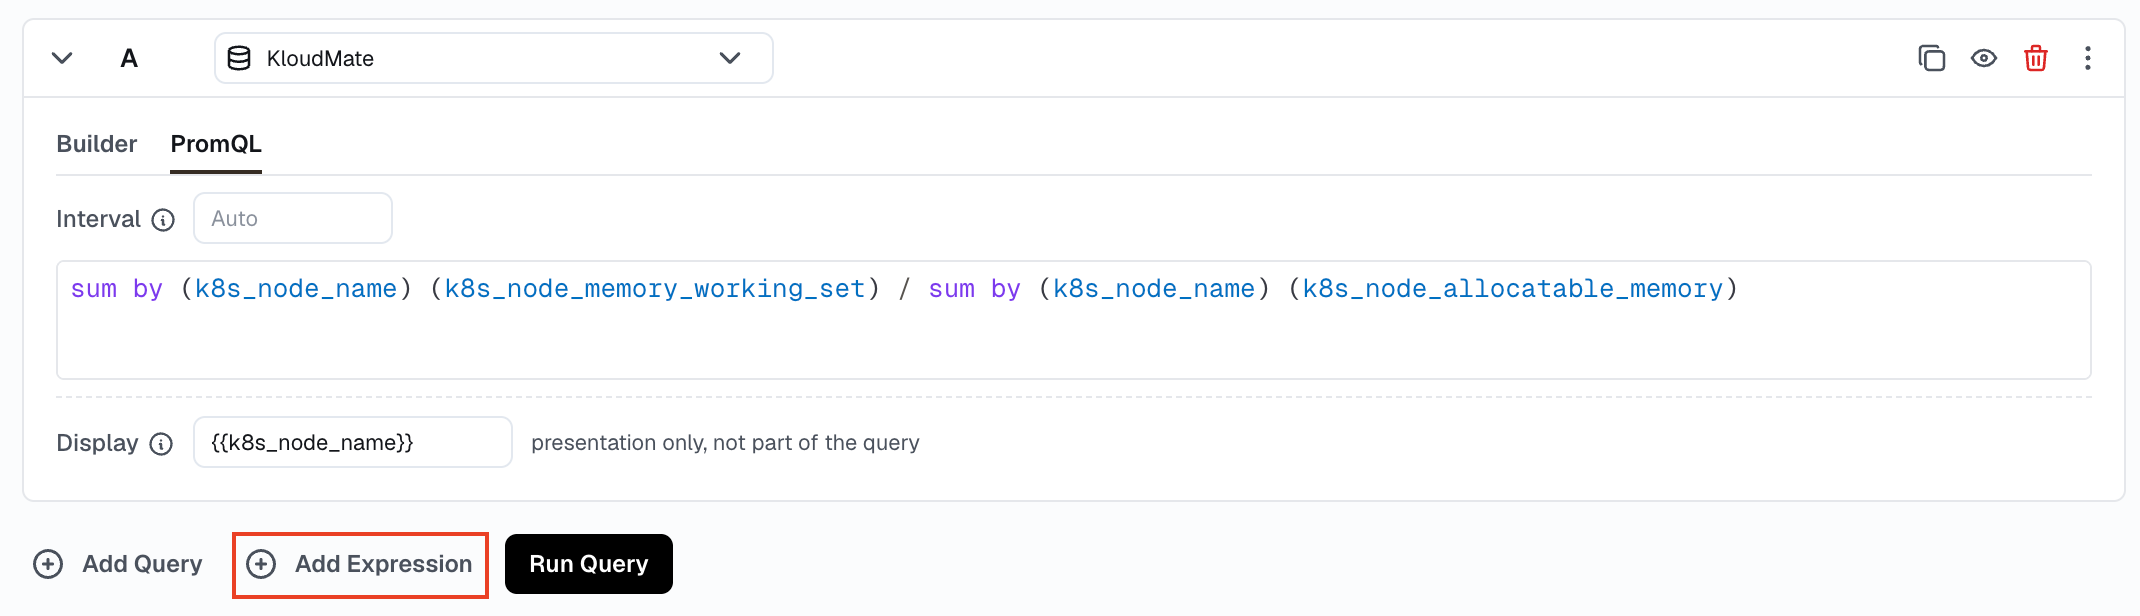 A KloudMate
Builder PromQL
Interval Auto
sum by (k8s_node_name) (k8s_node_memory_working_set) / sum by (k8s_node_name) (k8s_node_allocatable_memory)
Display {{k8s_node_name}} presentation only, not part of the query
Add Query Add Expression Run Query